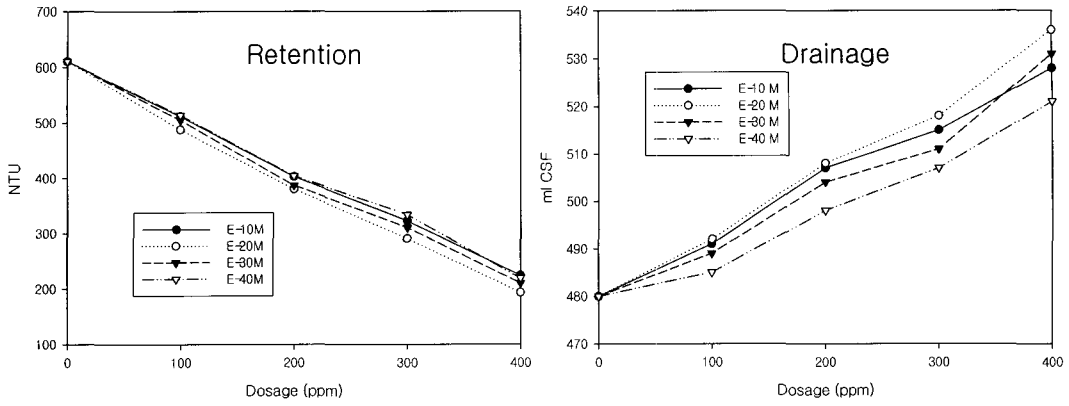 Retention
NTU
700
600
500
400
300
200
100
0
100
200
300
400
Dosage (ppm)
E-10M
E-20M
E-30M
E-40M
Drainage
ml CSF
540
530
520
510
500
490
480
470
0
100
200
300
400
Dosage (ppm)
E-10 M
E-20 M
E-30 M
E-40 M